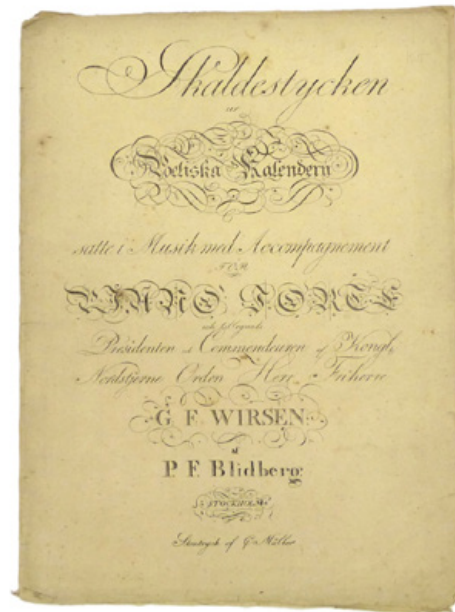 Skaldestycken
ur
Poetiska Kalendern
satte i Musik med Accompagnement
FÖR
PIANO FORTE
och
Presidenten och Commendeuren af Kongl.
Nordstjerne Orden Herr Friherre
G. F. WIRSEN
af
P. F. Blidberg.
STOCKHOLM
Stentryck af G. Müller